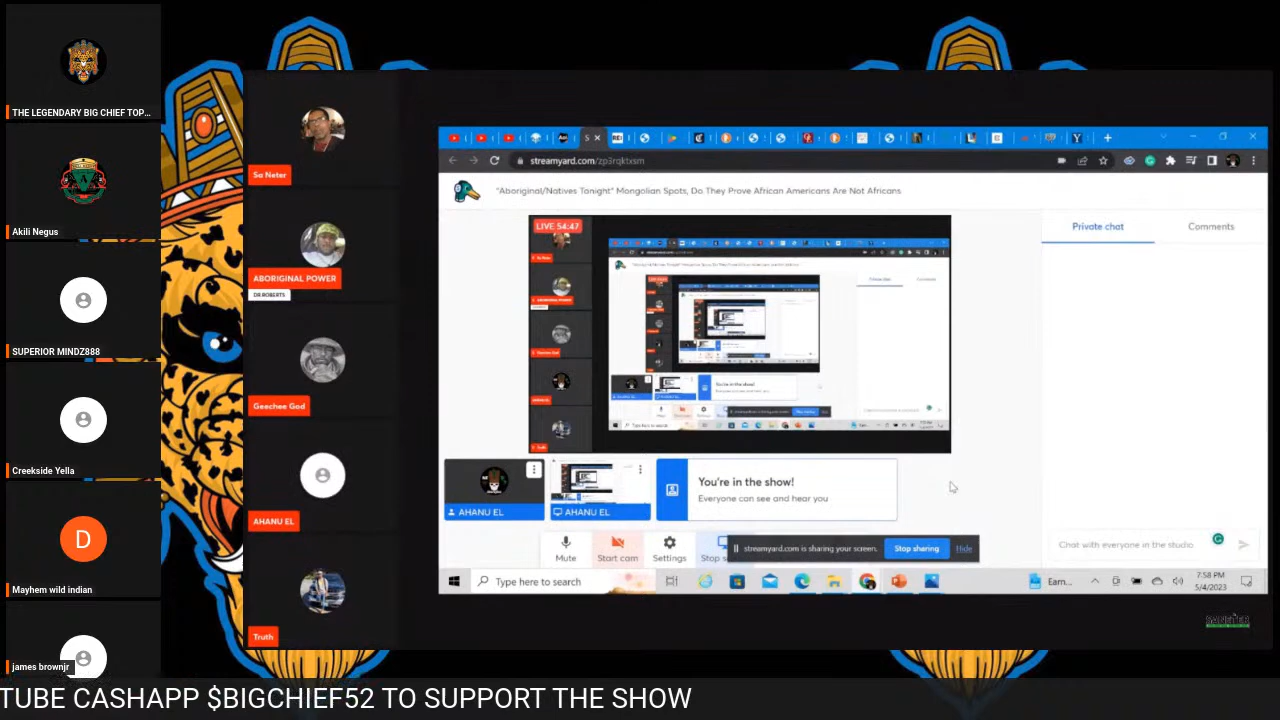 THE LEGENDARY BIG CHIEF TOP...
Akili Negus
SUPERIOR MINDZ888
Creekside Yella
D
Mayhem wild indian
james brownjr
Sa Neter
ABORIGINAL POWER
DR ROBERTS
Geechee God
AHANU EL
Truth
streamyard.com/zp3rqktxsm
"Aboriginal/Natives Tonight" Mongolian Spots, Do They Prove African Americans Are Not Africans
LIVE 54:47
Private chat
Comments
AHANU EL
AHANU EL
You're in the show!
Everyone can see and hear you
Mute
Start cam
Settings
Stop s
streamyard.com is sharing your screen.
Stop sharing
Hide
Chat with everyone in the studio
Type here to search
Earn...
7:58 PM
5/4/2023
SANETER
TUBE CASHAPP $BIGCHIEF52 TO SUPPORT THE SHOW